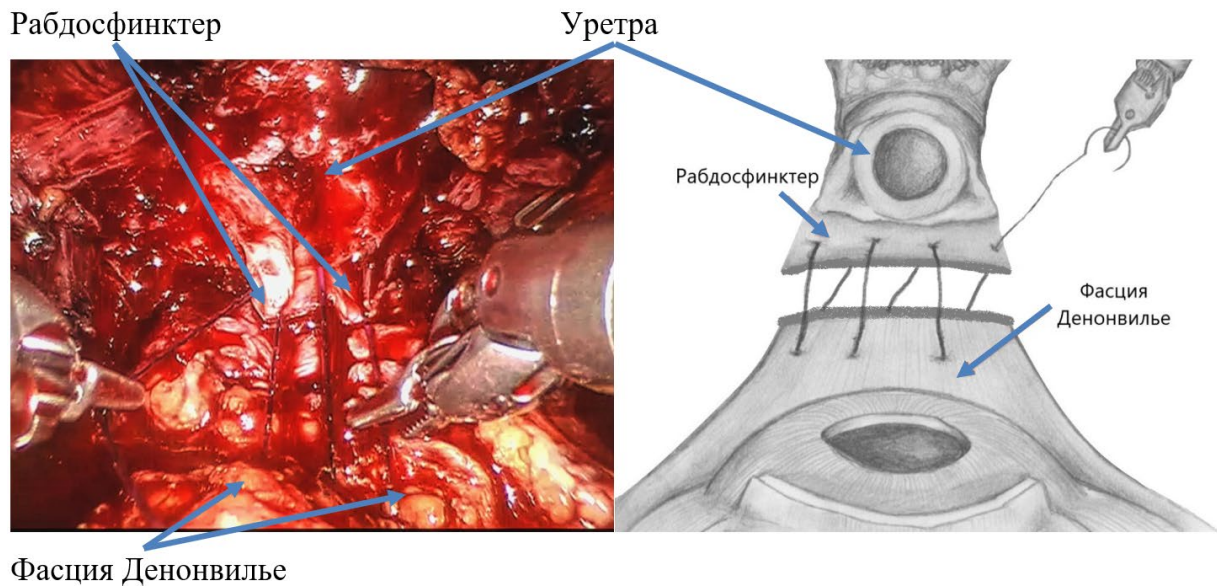 Рабдосфинктер
Уретра
Рабдосфинктер
Фасция
Денонвилье
Фасция Денонвилье